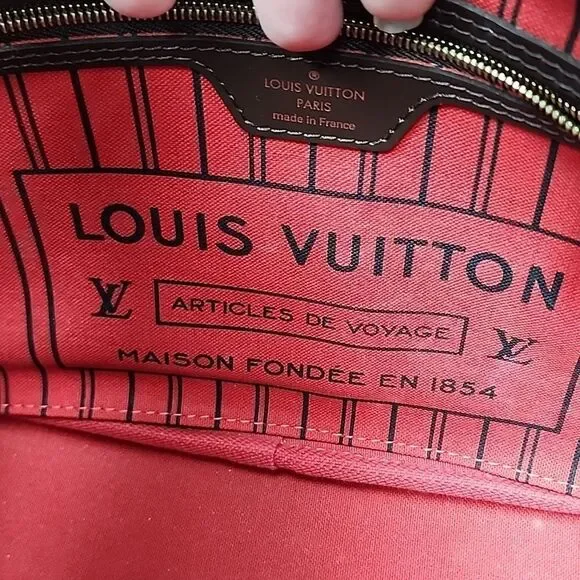 ®
LOUIS VUITTON
PARIS
made in France
LOUIS VUITTON
LV ARTICLES DE VOYAGE LV
MAISON FONDÉE EN 1854